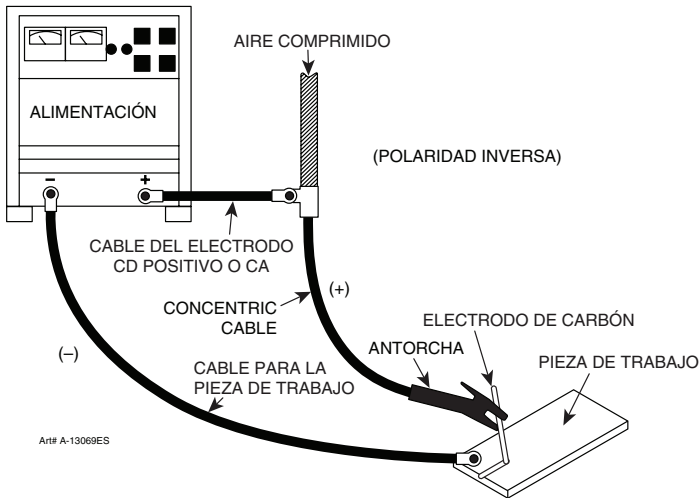 AIRE COMPRIMIDO
ALIMENTACIÓN
(POLARIDAD INVERSA)
– +
CABLE DEL ELECTRODO
CD POSITIVO O CA
(+)
CONCENTRIC
CABLE
ELECTRODO DE CARBÓN
ANTORCHA
PIEZA DE TRABAJO
(–)
CABLE PARA LA
PIEZA DE TRABAJO
Art# A-13069ES